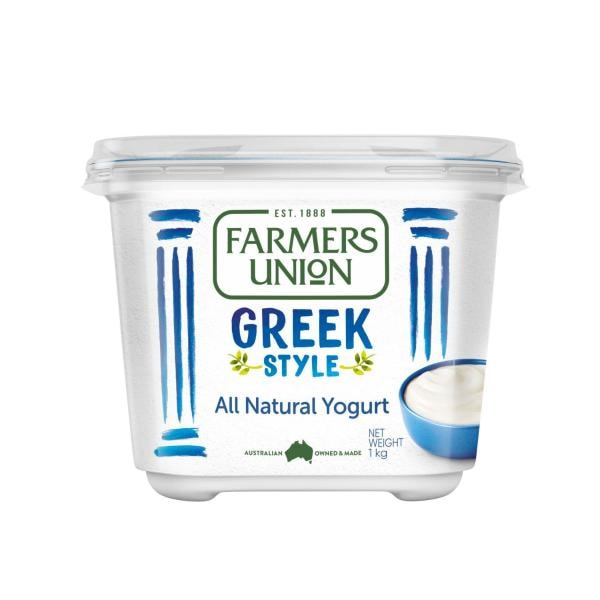 EST. 1888
FARMERS
UNION
GREEK
STYLE
All Natural Yogurt
NET
WEIGHT
1 kg
AUSTRALIAN OWNED & MADE